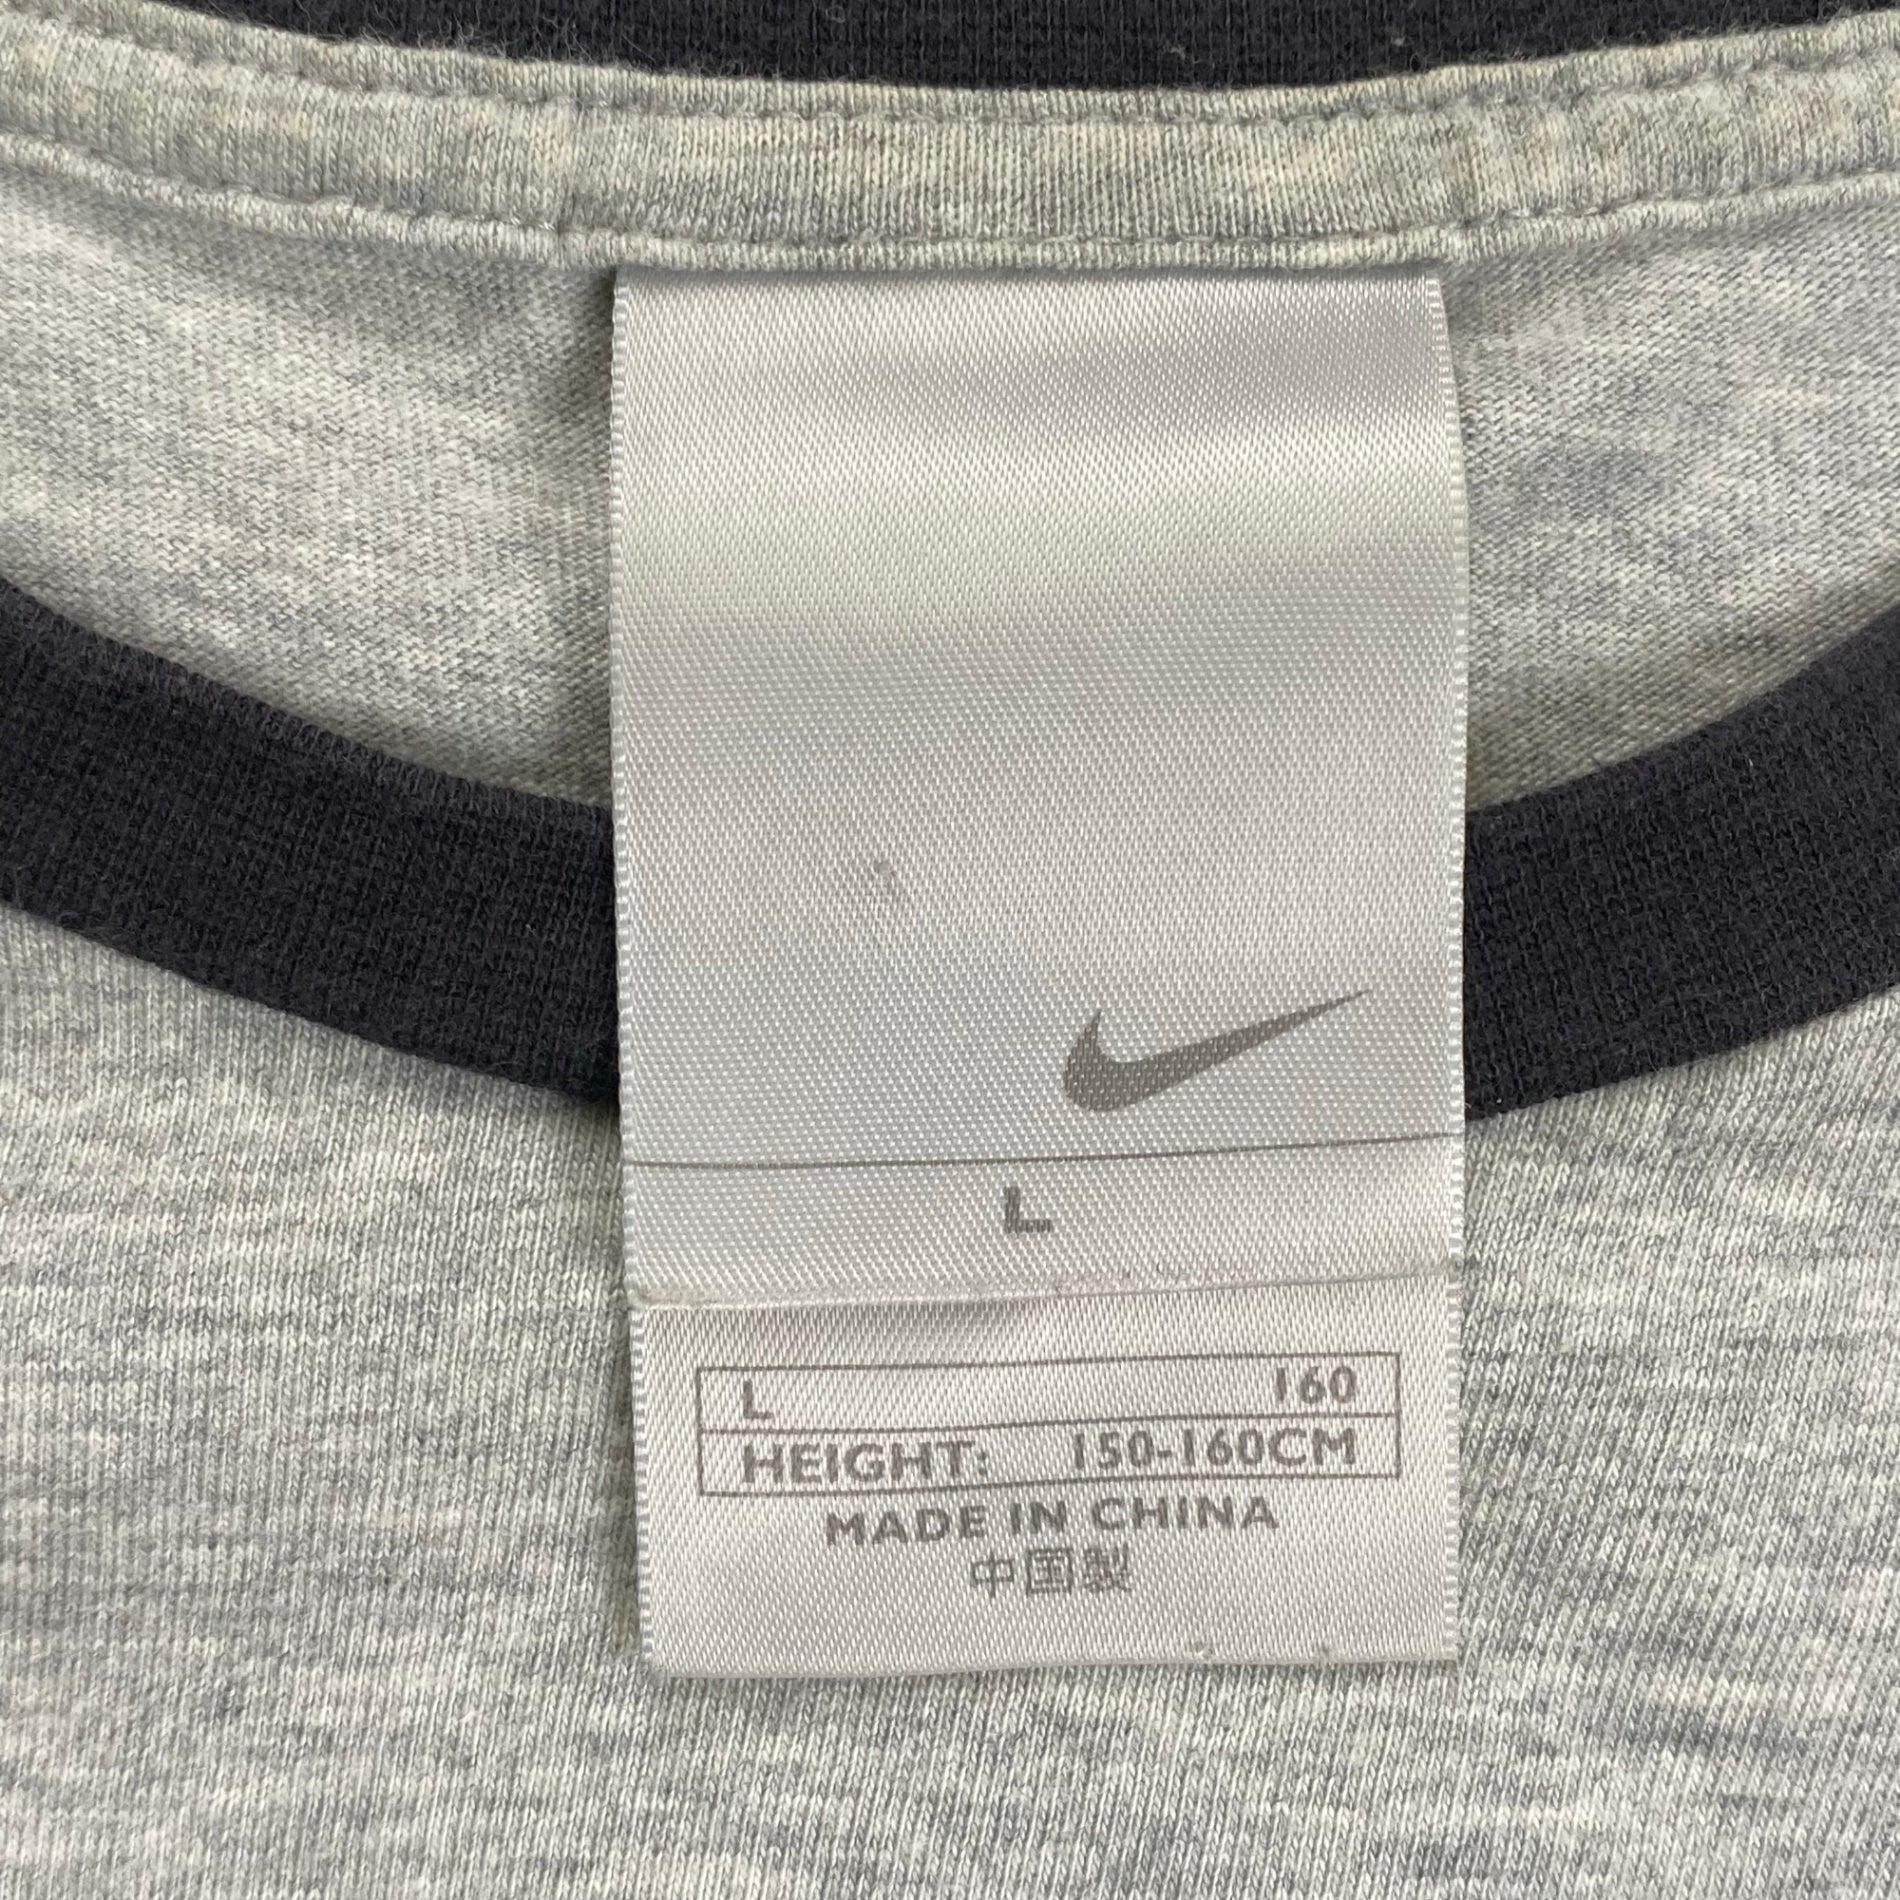 L
L 160
HEIGHT: 150-160CM
MADE IN CHINA
中国製